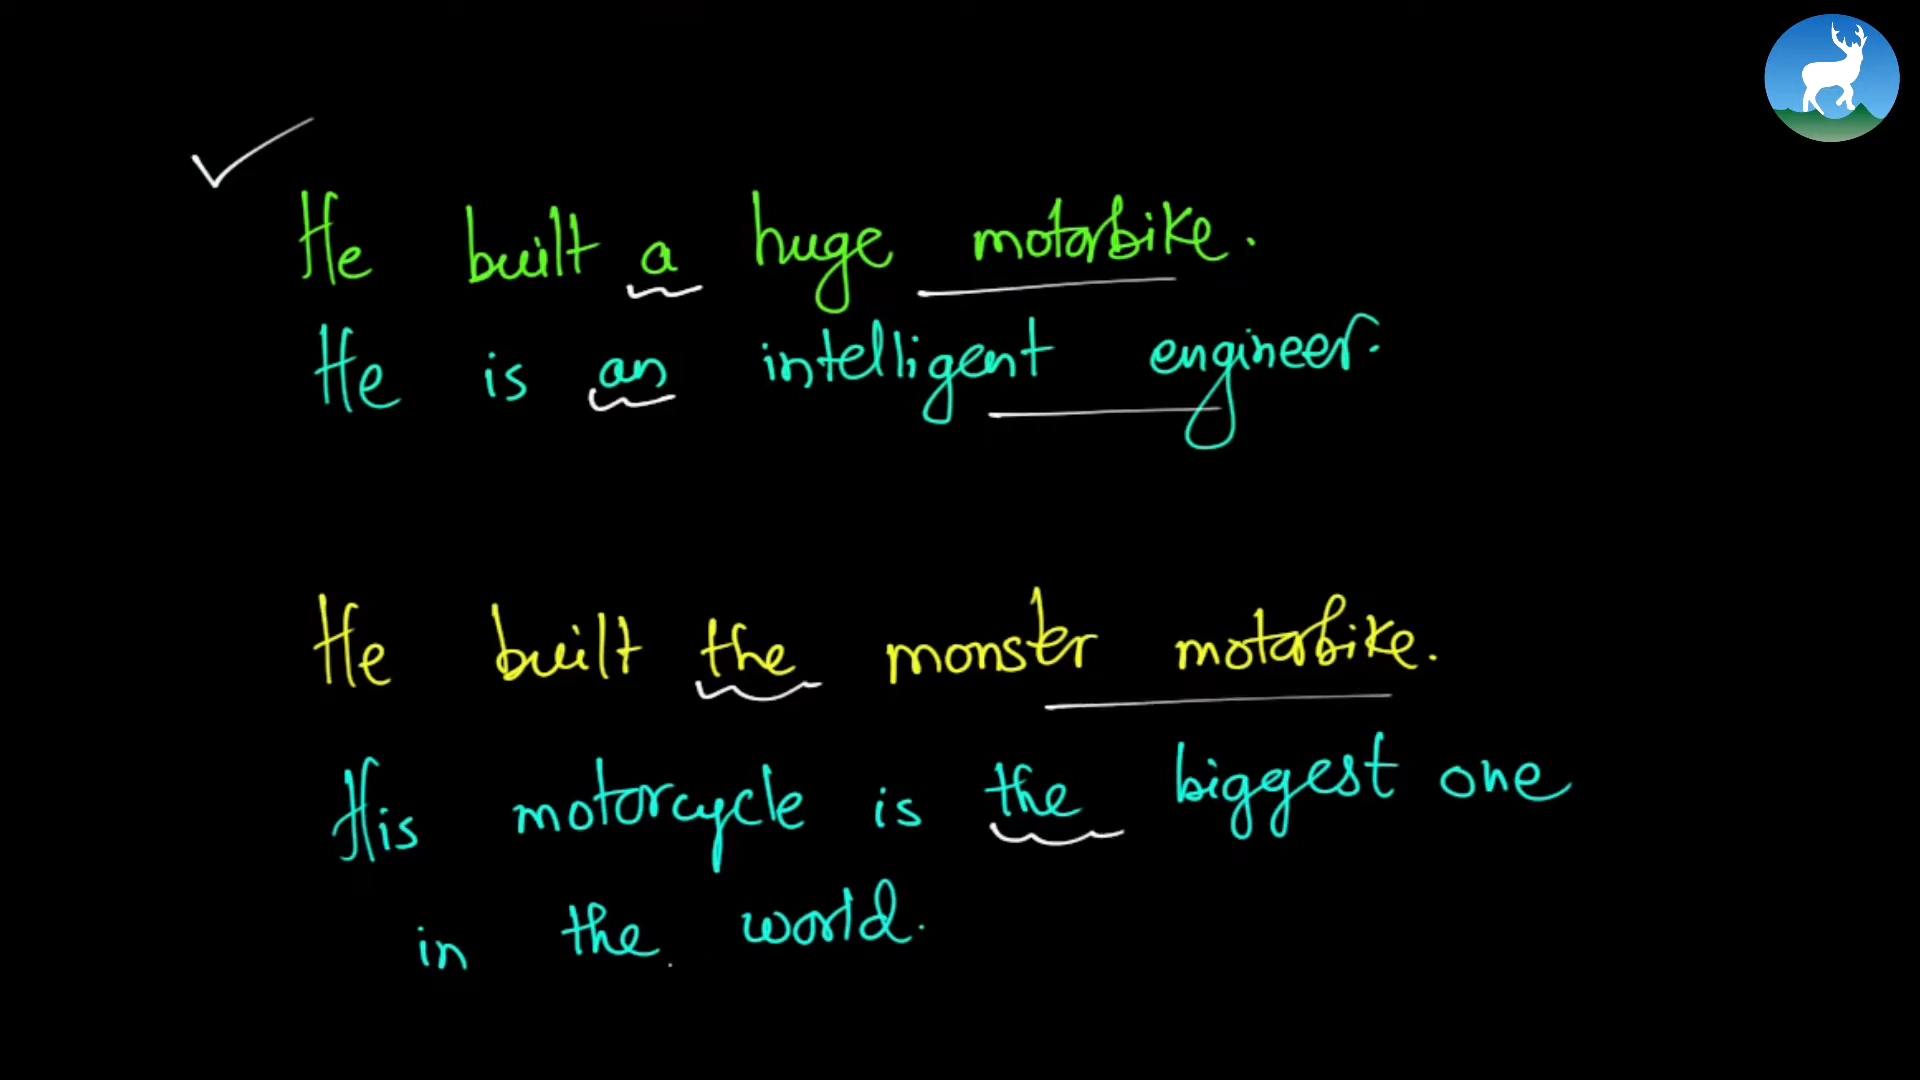 He built a huge motorbike.
He is an intelligent engineer.
He built the monster motorbike.
His motorcycle is the biggest one
in the world.